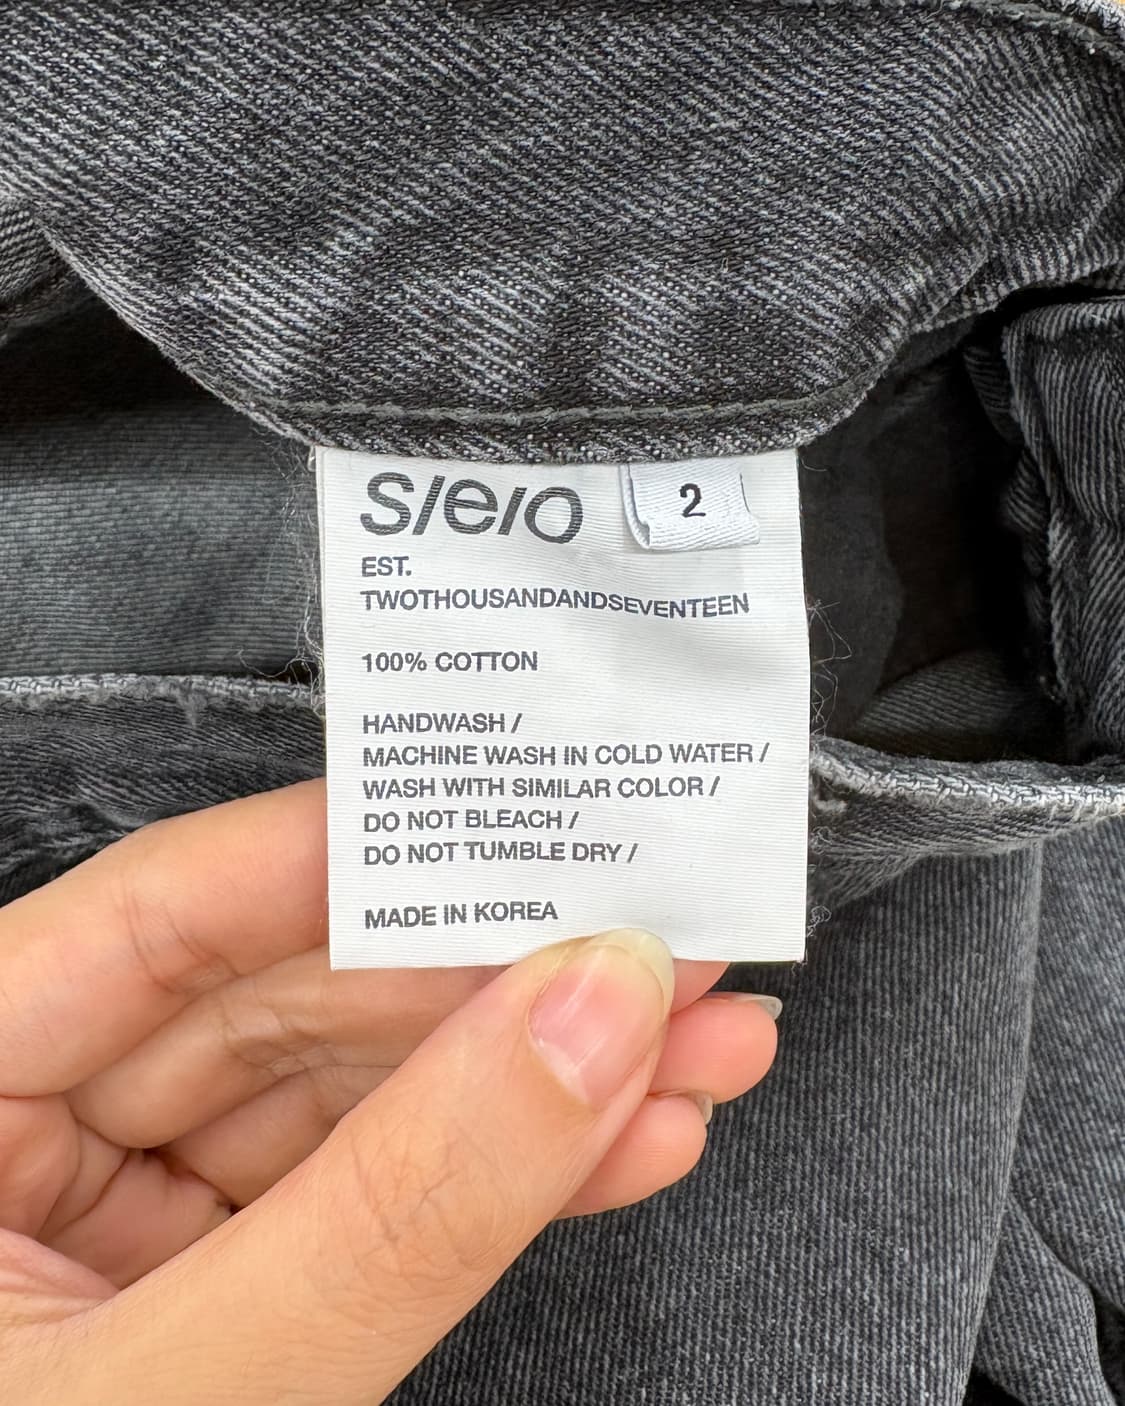 s/e/o
2
EST.
TWOTHOUSANDANDSEVENTEEN
100% COTTON
HANDWASH /
MACHINE WASH IN COLD WATER /
WASH WITH SIMILAR COLOR /
DO NOT BLEACH /
DO NOT TUMBLE DRY /
MADE IN KOREA